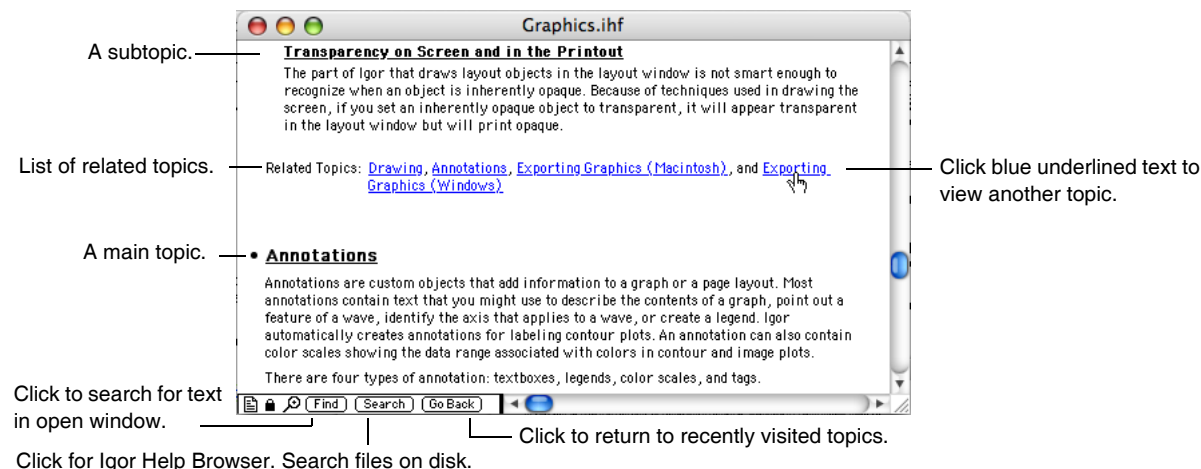 Graphics.ihf
A subtopic.
Transparency on Screen and in the Printout
The part of Igor that draws layout objects in the layout window is not smart enough to
recognize when an object is inherently opaque. Because of techniques used in drawing the
screen, if you set an inherently opaque object to transparent, it will appear transparent
in the layout window but will print opaque.
List of related topics.
Related Topics: Drawing, Annotations, Exporting Graphics (Macintosh), and Exporting
Graphics (Windows)
Click blue underlined text to
view another topic.
A main topic.
• Annotations
Annotations are custom objects that add information to a graph or a page layout. Most
annotations contain text that you might use to describe the contents of a graph, point out a
feature of a wave, identify the axis that applies to a wave, or create a legend. Igor
automatically creates annotations for labeling contour plots. An annotation can also contain
color scales showing the data range associated with colors in contour and image plots.
There are four types of annotation: textboxes, legends, color scales, and tags.
Click to search for text
in open window.
Find Search Go Back
Click to return to recently visited topics.
Click for Igor Help Browser. Search files on disk.